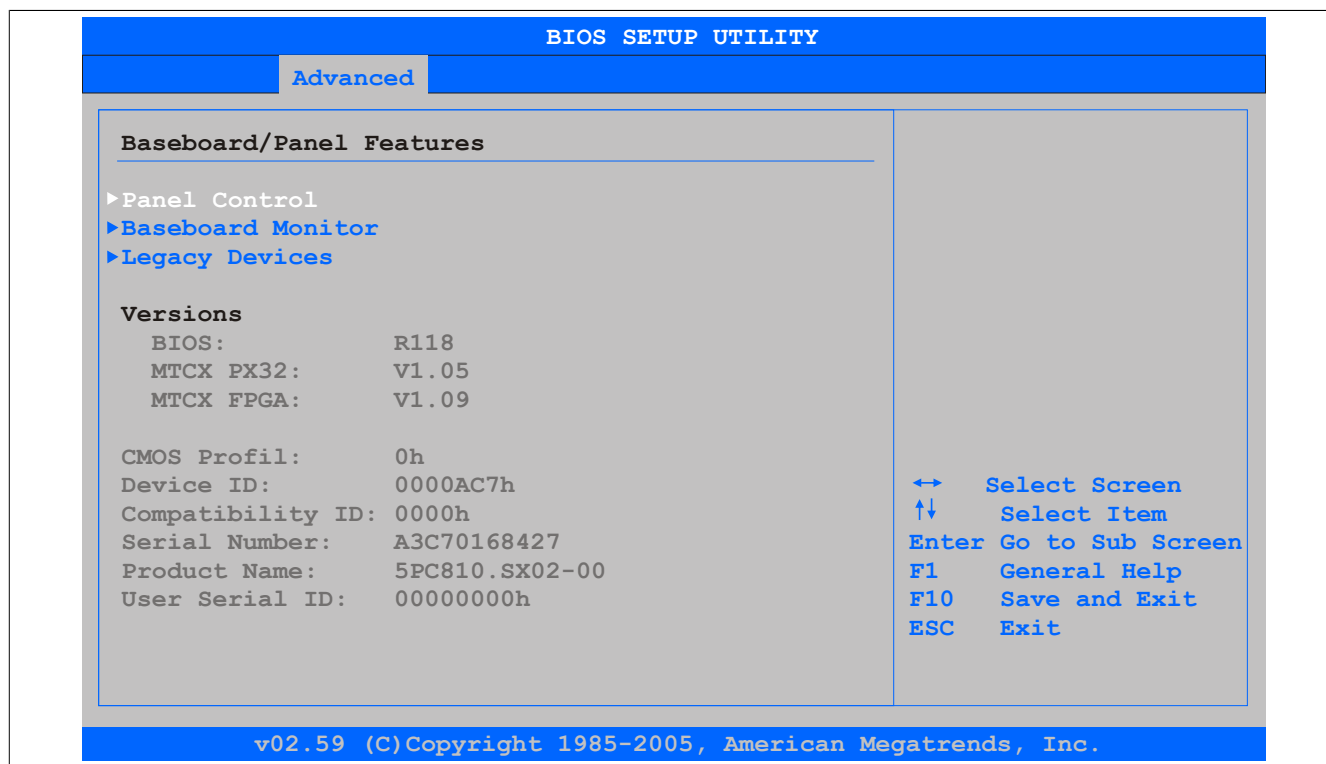 BIOS SETUP UTILITY
Advanced
Baseboard/Panel Features
▶Panel Control
▶Baseboard Monitor
▶Legacy Devices
Versions
BIOS: R118
MTCX PX32: V1.05
MTCX FPGA: V1.09
CMOS Profil: 0h
Device ID: 0000AC7h
Compatibility ID: 0000h
Serial Number: A3C70168427
Product Name: 5PC810.SX02-00
User Serial ID: 00000000h
↔ Select Screen
↑↓ Select Item
Enter Go to Sub Screen
F1 General Help
F10 Save and Exit
ESC Exit
v02.59 (C)Copyright 1985-2005, American Megatrends, Inc.